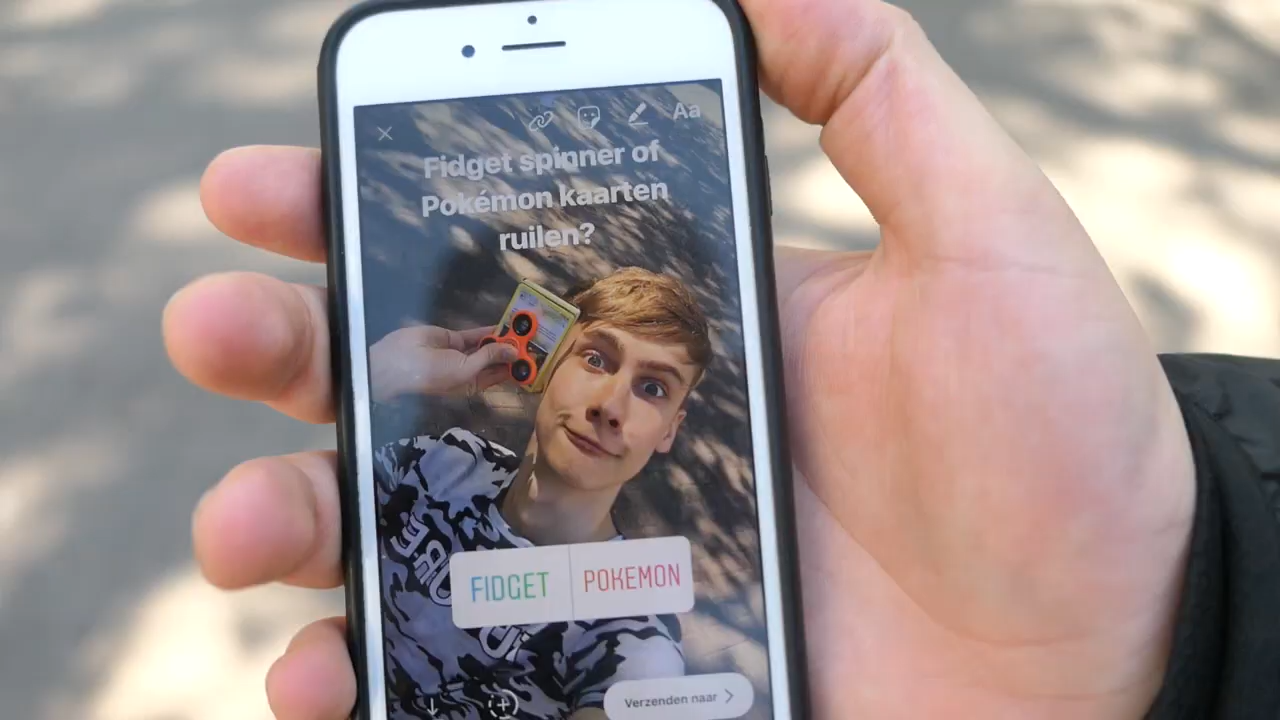 Aa
Fidget spinner of
Pokémon kaarten
ruilen?
FIDGET
POKEMON
Verzenden naar